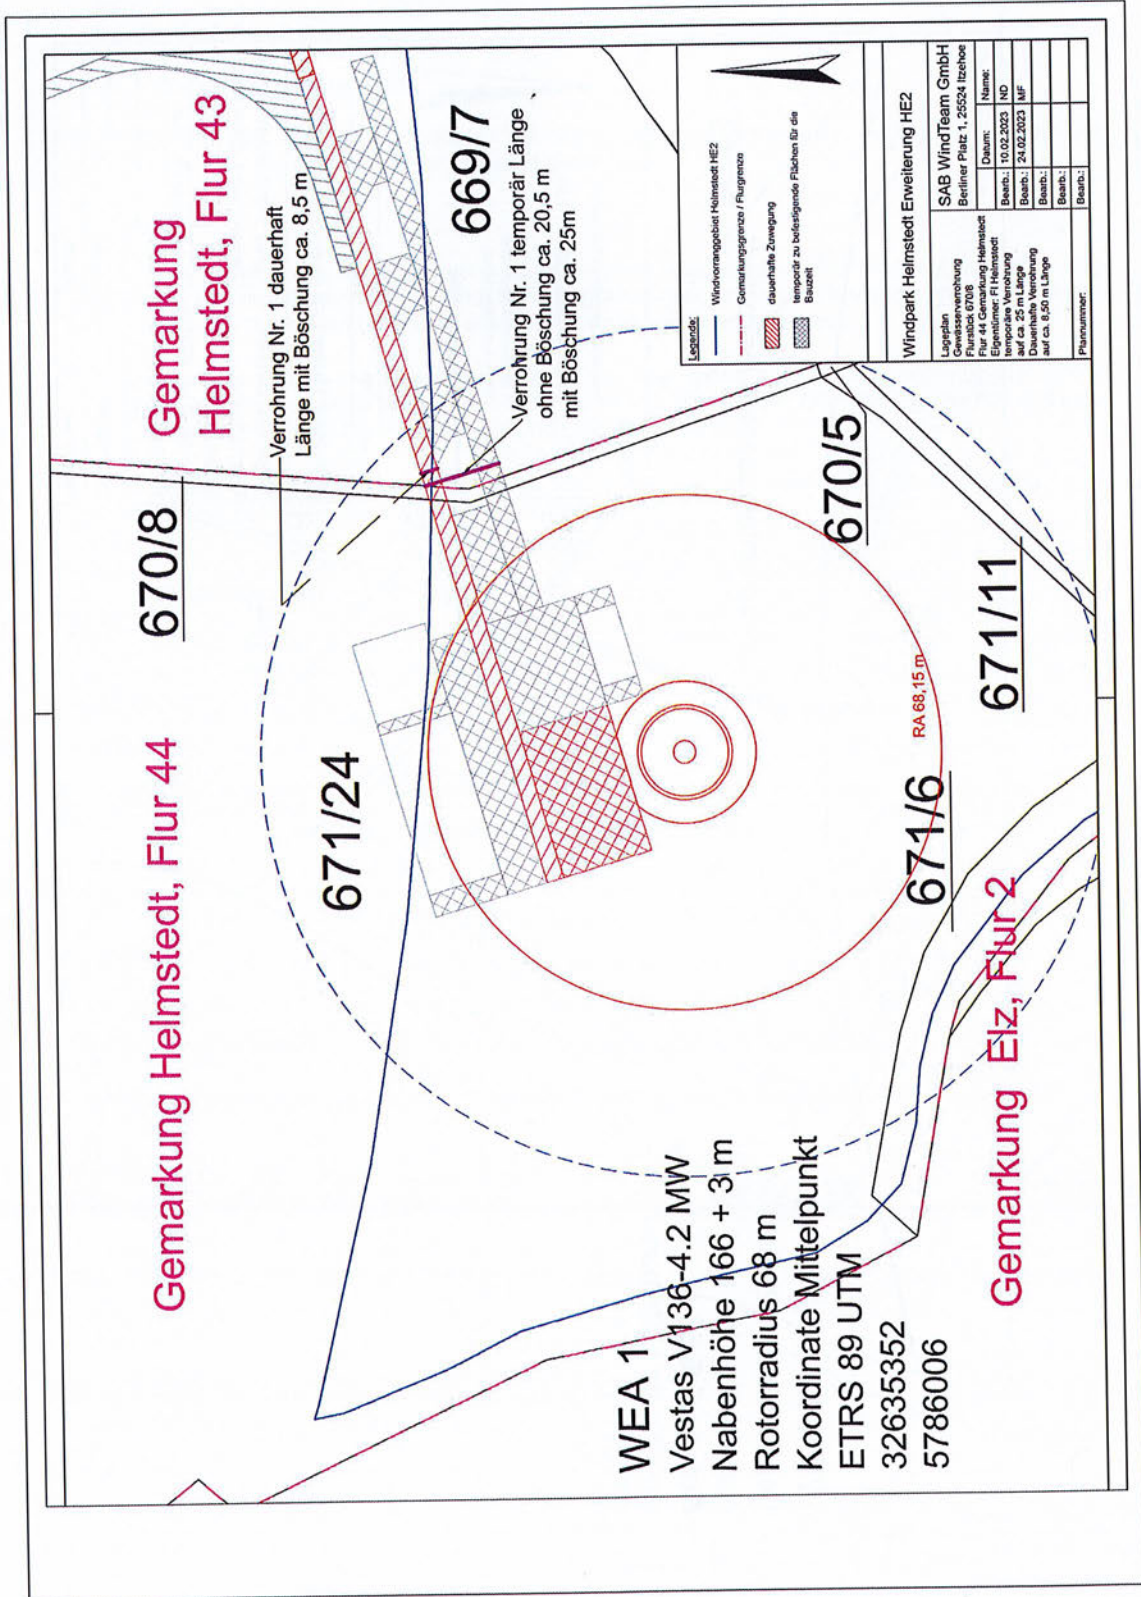 Gemarkung Helmstedt, Flur 44
670/8
Gemarkung
Helmstedt, Flur 43
Verrohrung Nr. 1 dauerhaft
Länge mit Böschung ca. 8,5 m
671/24
669/7
Verrohrung Nr. 1 temporär Länge
ohne Böschung ca. 20,5 m
mit Böschung ca. 25m
WEA 1
Vestas V136-4.2 MW
Nabenhöhe 166 + 3 m
Rotorradius 68 m
Koordinate Mittelpunkt
ETRS 89 UTM
32635352
5786006
RA 68,15 m
670/5
671/6
671/11
Gemarkung Elz, Flur 2
Legende:
Windvorranggebiet Helmstedt HE2
Gemarkungsgrenze / Flurgrenze
dauerhafte Zuwegung
temporär zu befestigende Flächen für die
Bauzeit
Windpark Helmstedt Erweiterung HE2
Lageplan
Gewässerverrohrung
Flurstück 670/8
Flur 44 Gemarkung Helmstedt
Eigentümer: FI Helmstedt
temporäre Verrohrung
auf ca. 25 m Länge
Dauerhafte Verrohrung
auf ca. 8,50 m Länge
Plannummer:
SAB WindTeam GmbH
Berliner Platz 1, 25524 Itzehoe
Datum: Name:
Bearb.: 10.02.2023 ND
Bearb.: 24.02.2023 MF
Bearb.:
Bearb.:
Bearb.: